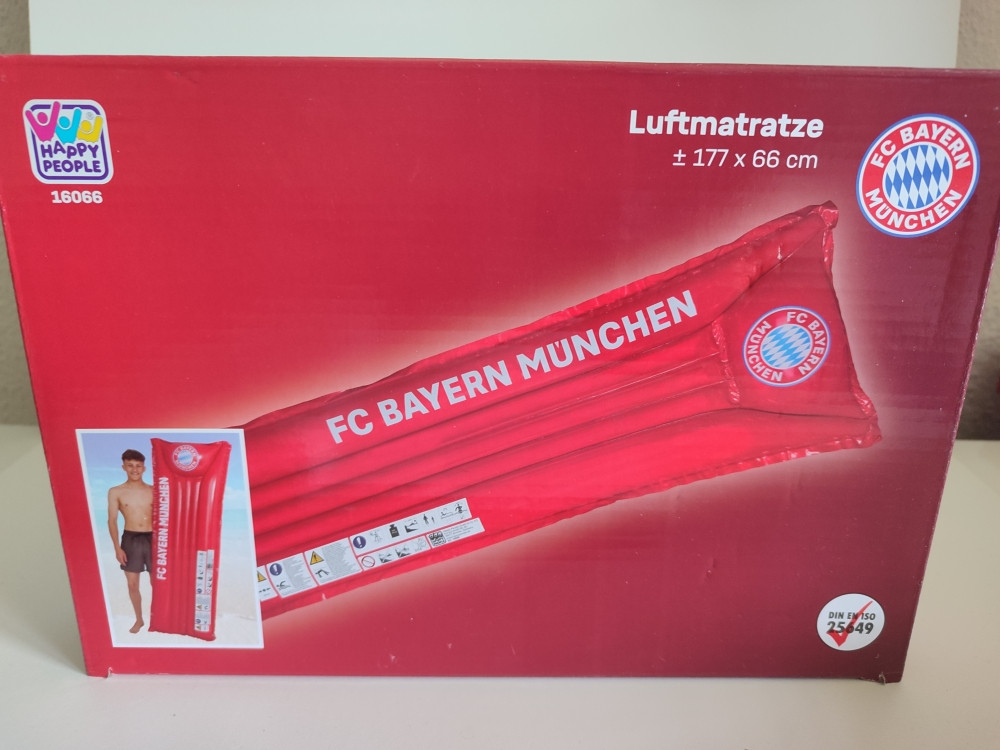 HAPPY
PEOPLE
16066
Luftmatratze
± 177 x 66 cm
FC BAYERN
MÜNCHEN
FC BAYERN MÜNCHEN
FC BAYERN
MÜNCHEN
FC BAYERN MÜNCHEN
DIN EN ISO
25649